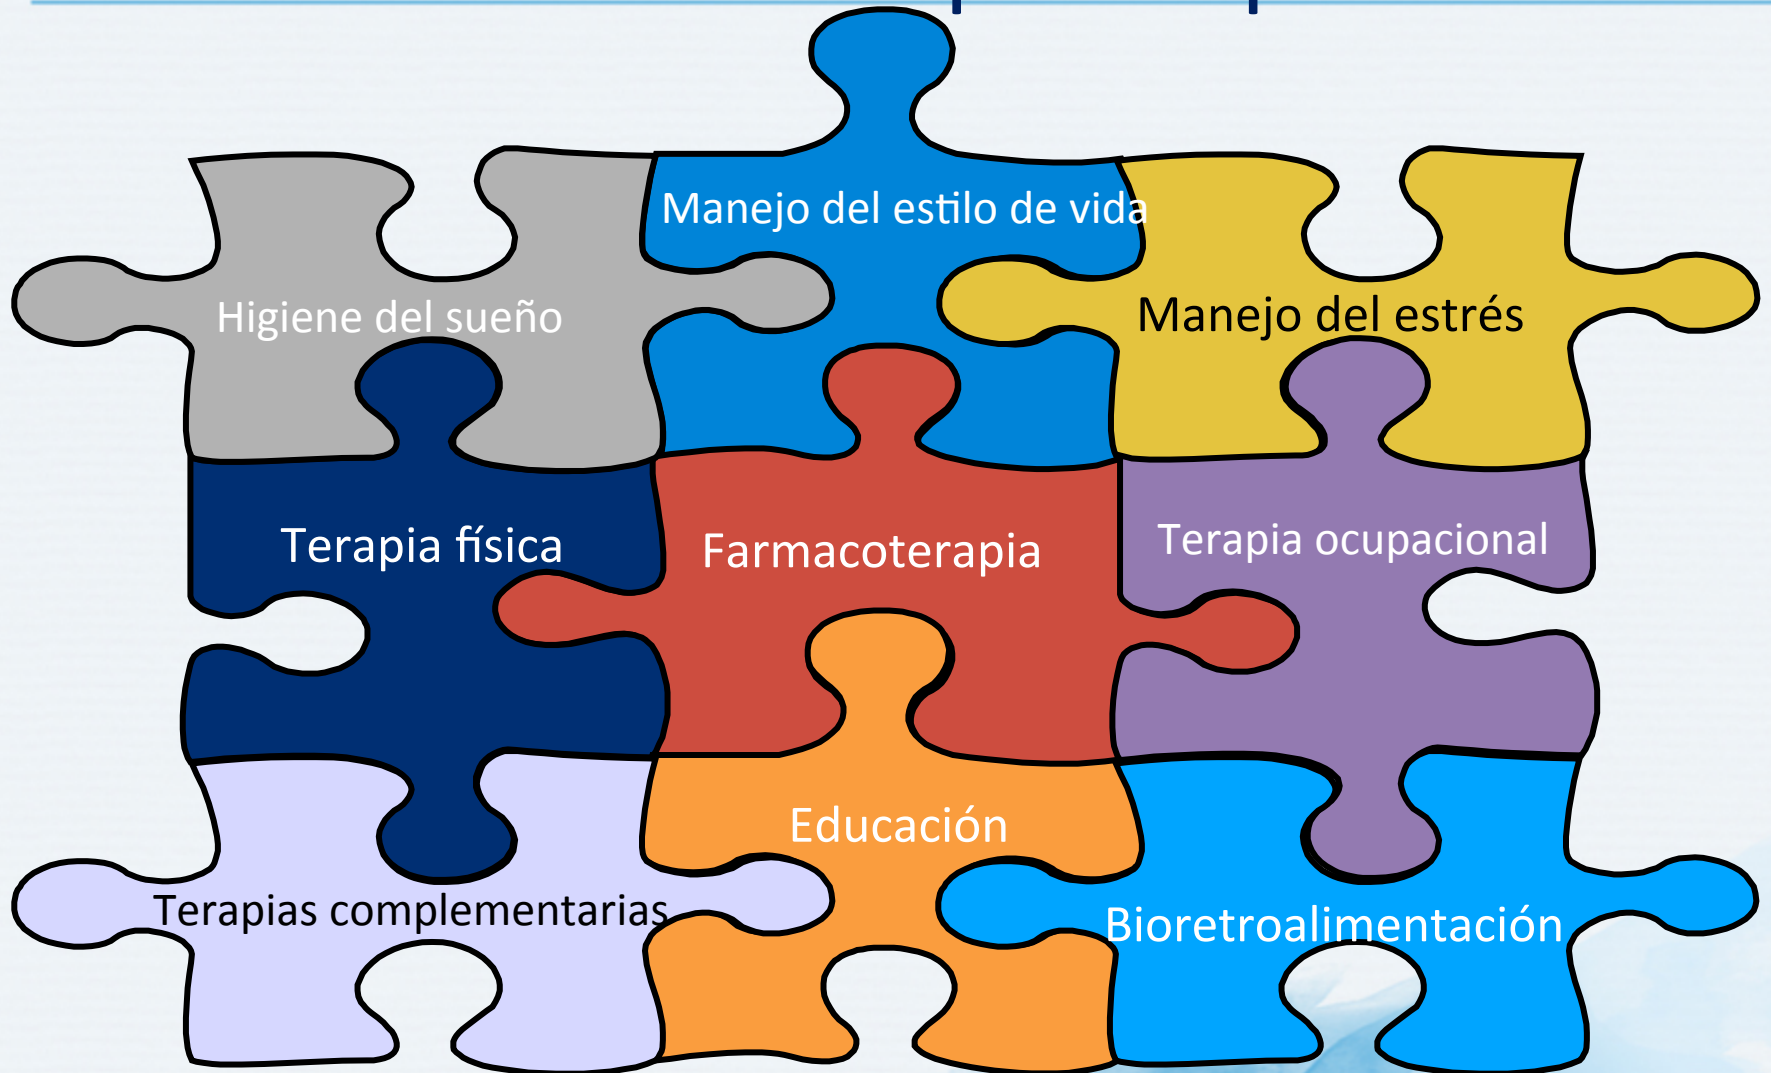 Manejo del estilo de vida
Higiene del sueño
Manejo del estrés
Terapia física
Farmacoterapia
Terapia ocupacional
Educación
Terapias complementarias
Bioretroalimentación